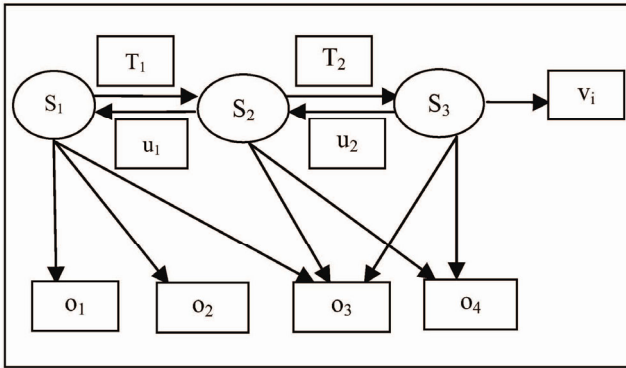 T₁
T₂
S₁
S₂
S₃
vᵢ
u₁
u₂
o₁
o₂
o₃
o₄